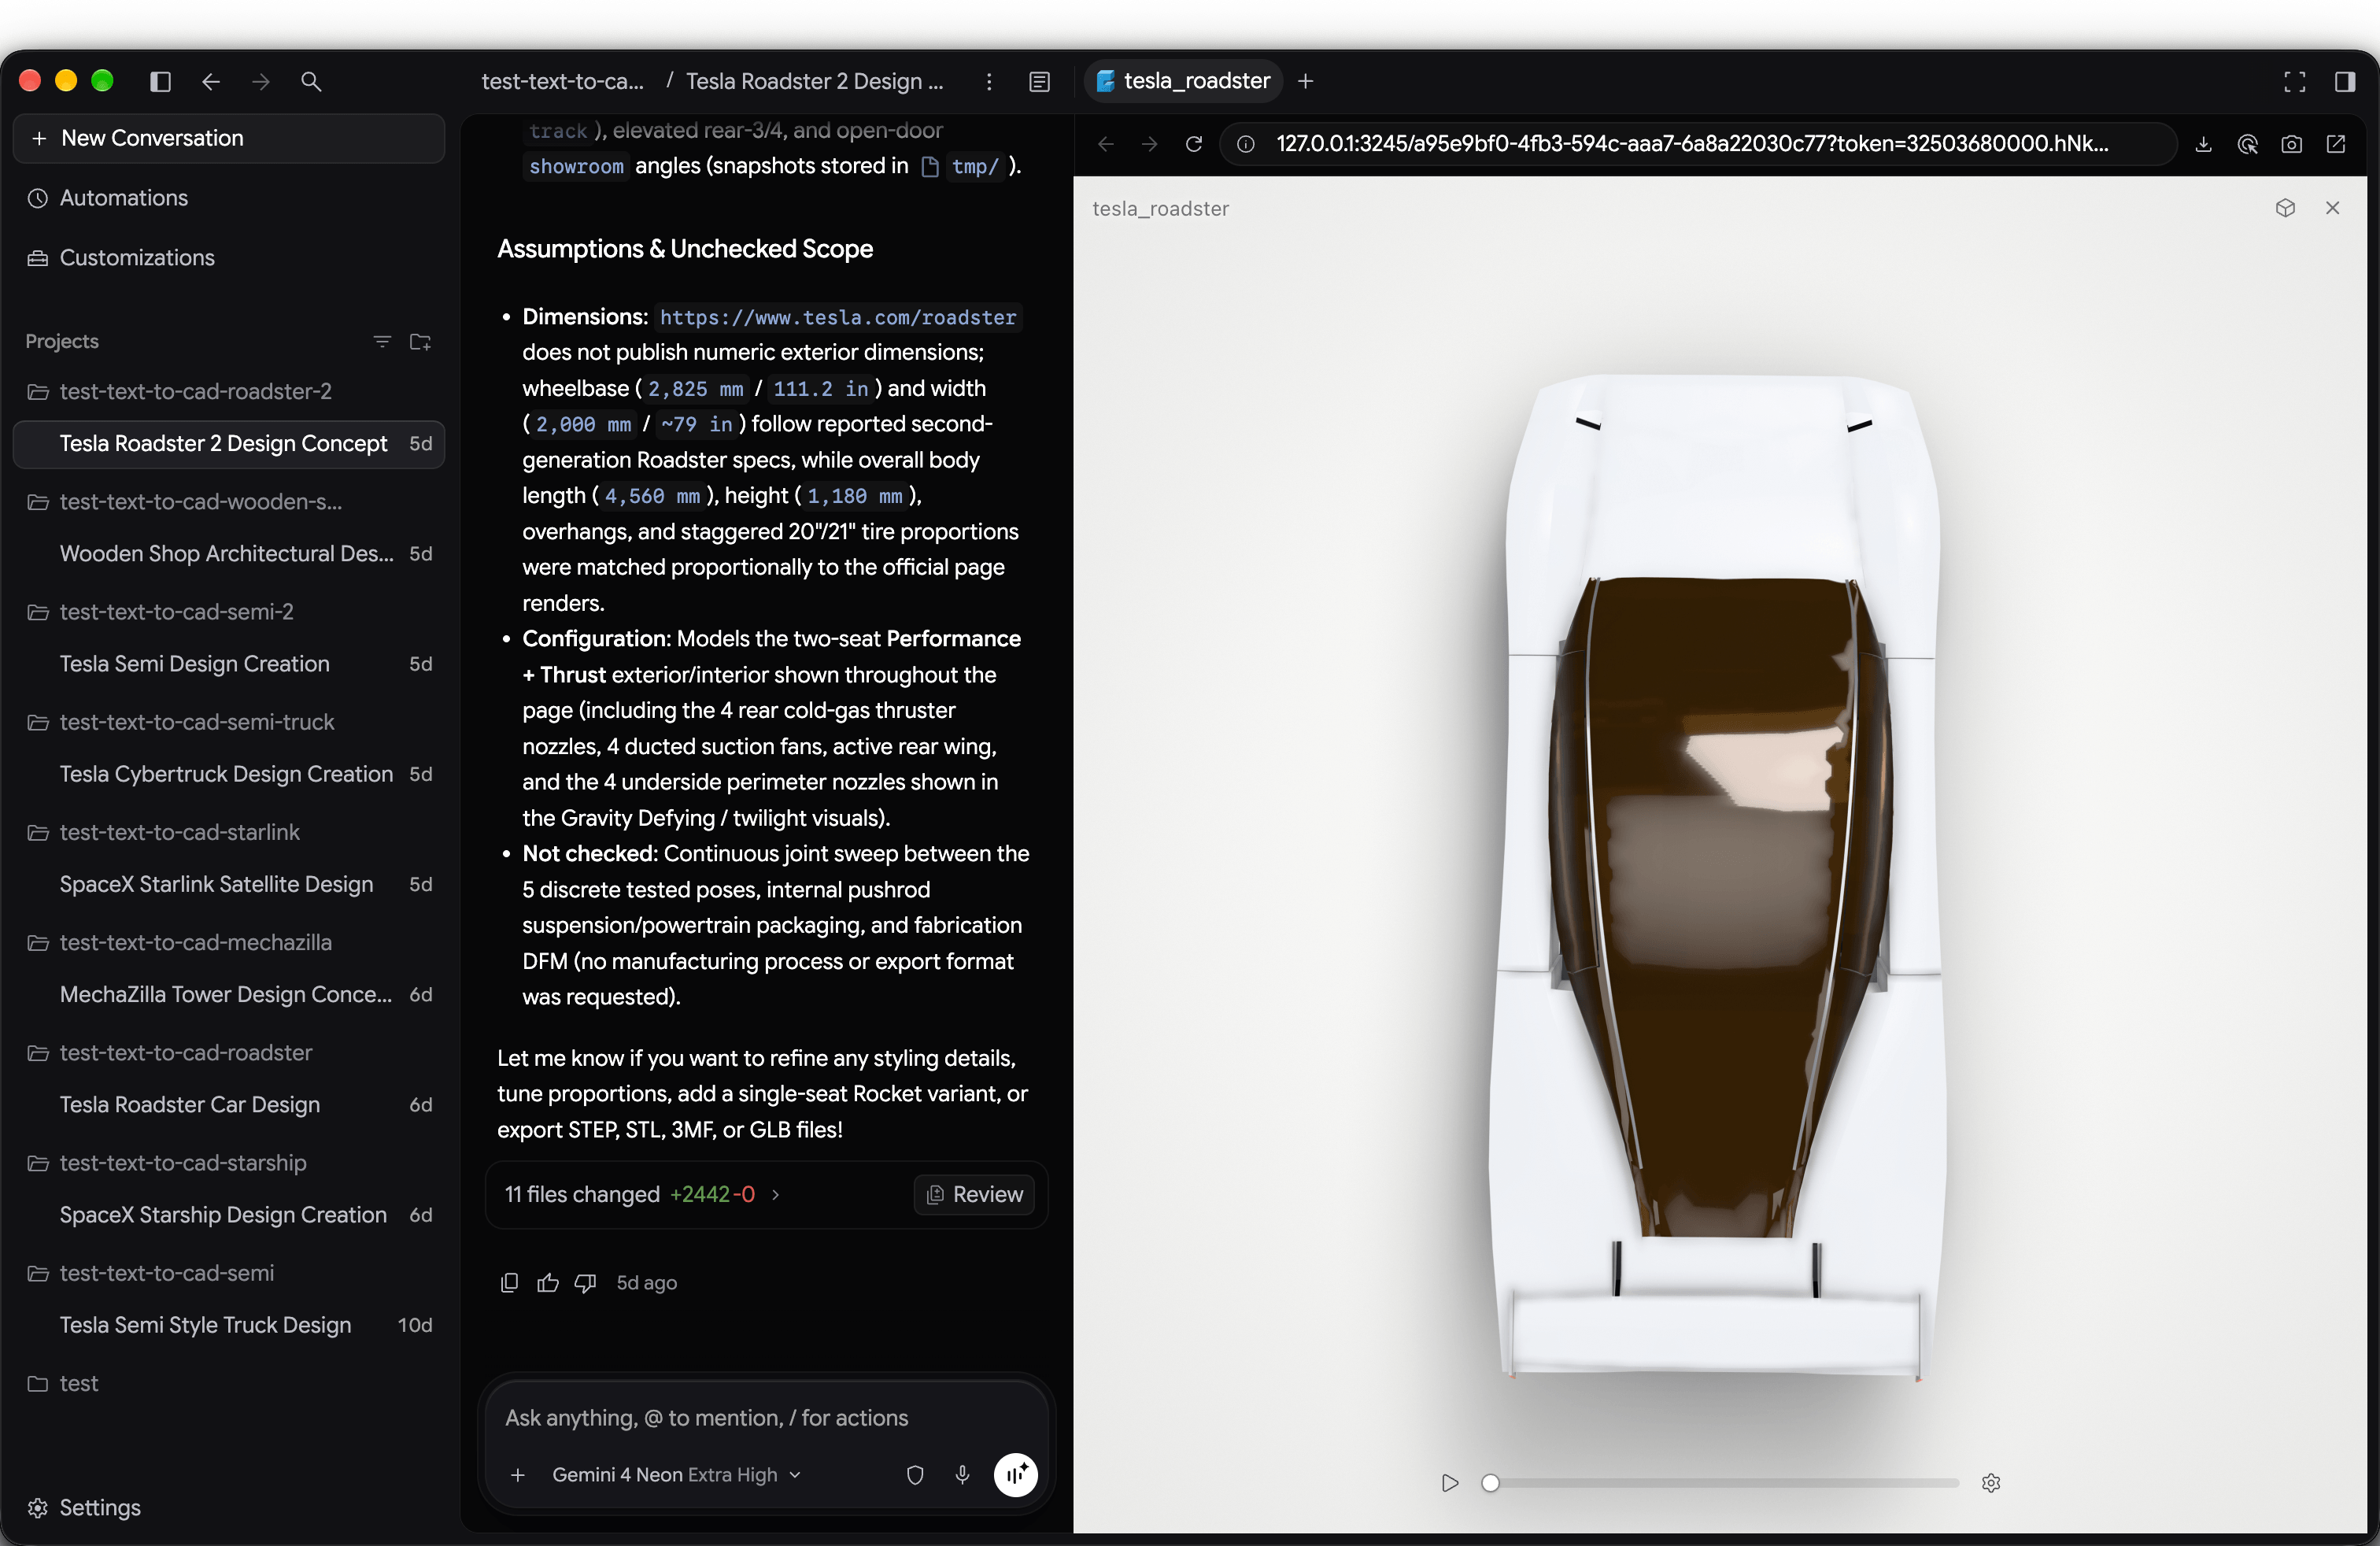 test-text-to-ca... / Tesla Roadster 2 Design ...
tesla_roadster
New Conversation
Automations
Customizations
Projects
test-text-to-cad-roadster-2
Tesla Roadster 2 Design Concept 5d
test-text-to-cad-wooden-s...
Wooden Shop Architectural Des... 5d
test-text-to-cad-semi-2
Tesla Semi Design Creation 5d
test-text-to-cad-semi-truck
Tesla Cybertruck Design Creation 5d
test-text-to-cad-starlink
SpaceX Starlink Satellite Design 5d
test-text-to-cad-mechazilla
MechaZilla Tower Design Conce... 6d
test-text-to-cad-roadster
Tesla Roadster Car Design 6d
test-text-to-cad-starship
SpaceX Starship Design Creation 6d
test-text-to-cad-semi
Tesla Semi Style Truck Design 10d
test
Settings
track ), elevated rear-3/4, and open-door
showroom angles (snapshots stored in tmp/ ).
Assumptions & Unchecked Scope
• Dimensions: https://www.tesla.com/roadster
does not publish numeric exterior dimensions;
wheelbase ( 2,825 mm / 111.2 in ) and width
( 2,000 mm / ~79 in ) follow reported second-
generation Roadster specs, while overall body
length ( 4,560 mm ), height ( 1,180 mm ),
overhangs, and staggered 20"/21" tire proportions
were matched proportionally to the official page
renders.
• Configuration: Models the two-seat Performance
+ Thrust exterior/interior shown throughout the
page (including the 4 rear cold-gas thruster
nozzles, 4 ducted suction fans, active rear wing,
and the 4 underside perimeter nozzles shown in
the Gravity Defying / twilight visuals).
• Not checked: Continuous joint sweep between the
5 discrete tested poses, internal pushrod
suspension/powertrain packaging, and fabrication
DFM (no manufacturing process or export format
was requested).
Let me know if you want to refine any styling details,
tune proportions, add a single-seat Rocket variant, or
export STEP, STL, 3MF, or GLB files!
11 files changed +2442 -0 >
Review
5d ago
Ask anything, @ to mention, / for actions
Gemini 4 Neon Extra High
127.0.0.1:3245/a95e9bf0-4fb3-594c-aaa7-6a8a22030c77?token=32503680000.hNk...
tesla_roadster